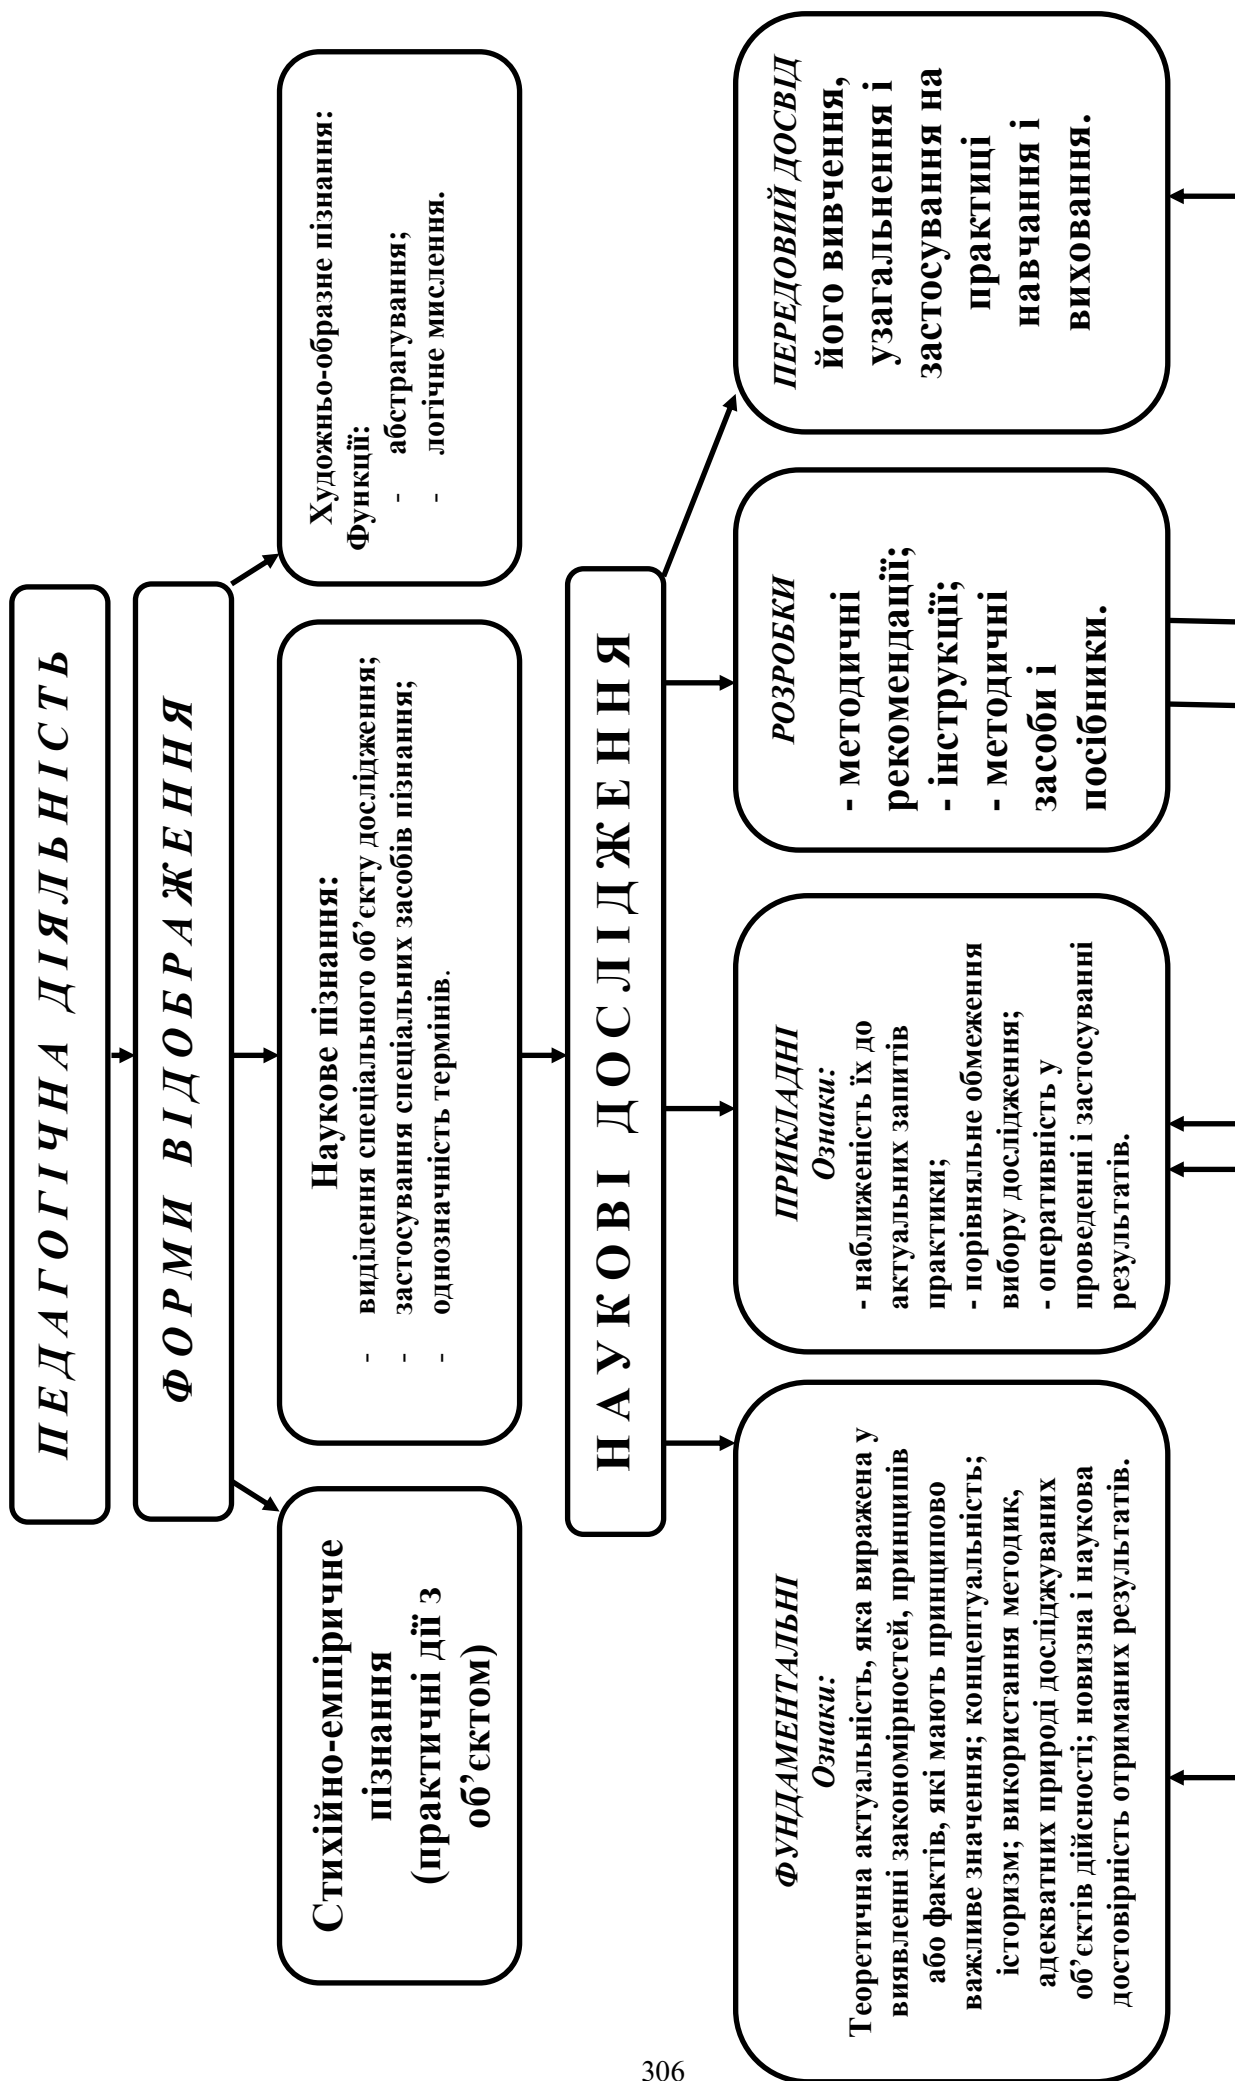 ПЕДАГОГІЧНА ДІЯЛЬНІСТЬ
ФОРМИ ВІДОБРАЖЕННЯ
Стихійно-емпіричне
пізнання
(практичні дії з
об’єктом)
Наукове пізнання:
- виділення спеціального об’єкту дослідження;
- застосування спеціальних засобів пізнання;
- однозначність термінів.
Художньо-образне пізнання:
Функції:
- абстрагування;
- логічне мислення.
НАУКОВІ ДОСЛІДЖЕННЯ
ФУНДАМЕНТАЛЬНІ
Ознаки:
Теоретична актуальність, яка виражена у
виявленні закономірностей, принципів
або фактів, які мають принципово
важливе значення; концептуальність;
історизм; використання методик,
адекватних природі досліджуваних
об’єктів дійсності; новизна і наукова
достовірність отриманих результатів.
ПРИКЛАДНІ
Ознаки:
- наближеність їх до
актуальних запитів
практики;
- порівняльне обмеження
вибору дослідження;
- оперативність у
проведенні і застосуванні
результатів.
РОЗРОБКИ
- методичні
рекомендації;
- інструкції;
- методичні
засоби і
посібники.
ПЕРЕДОВИЙ ДОСВІД
його вивчення,
узагальнення і
застосування на
практиці
навчання і
виховання.
306